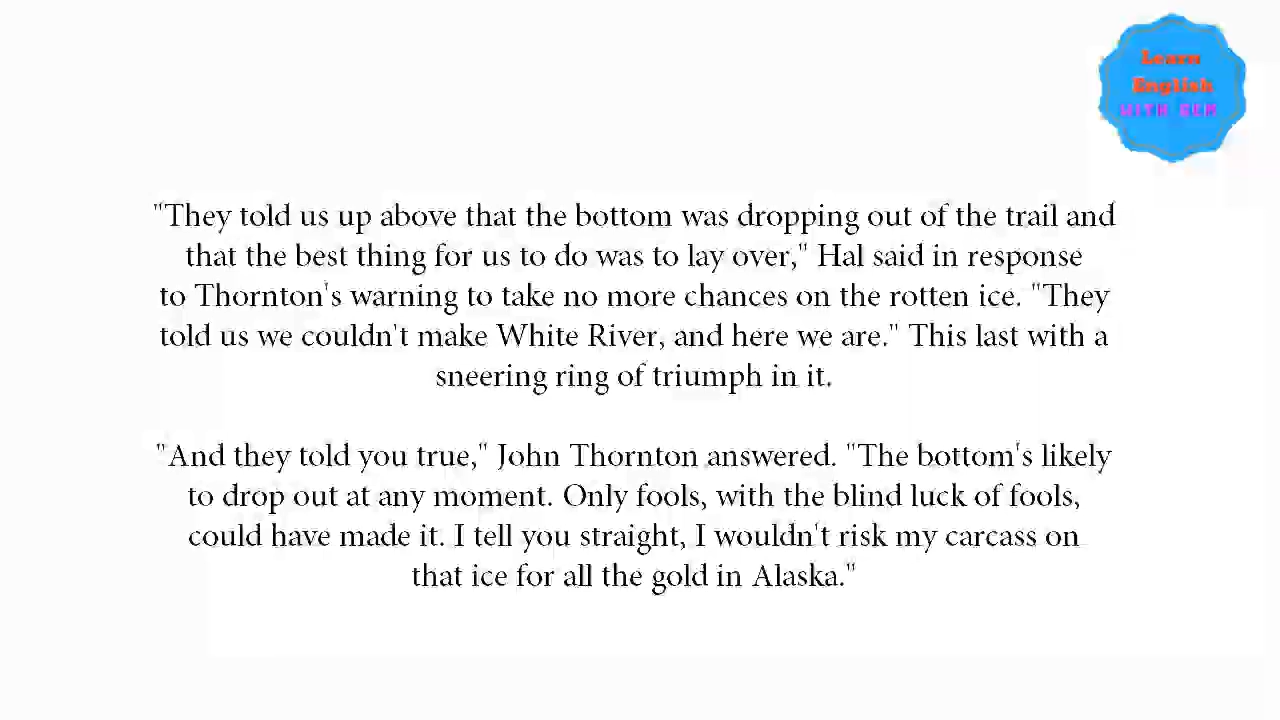 Learn
English
WITH GEM
"They told us up above that the bottom was dropping out of the trail and
that the best thing for us to do was to lay over," Hal said in response
to Thornton's warning to take no more chances on the rotten ice. "They
told us we couldn't make White River, and here we are." This last with a
sneering ring of triumph in it.
"And they told you true," John Thornton answered. "The bottom's likely
to drop out at any moment. Only fools, with the blind luck of fools,
could have made it. I tell you straight, I wouldn't risk my carcass on
that ice for all the gold in Alaska."